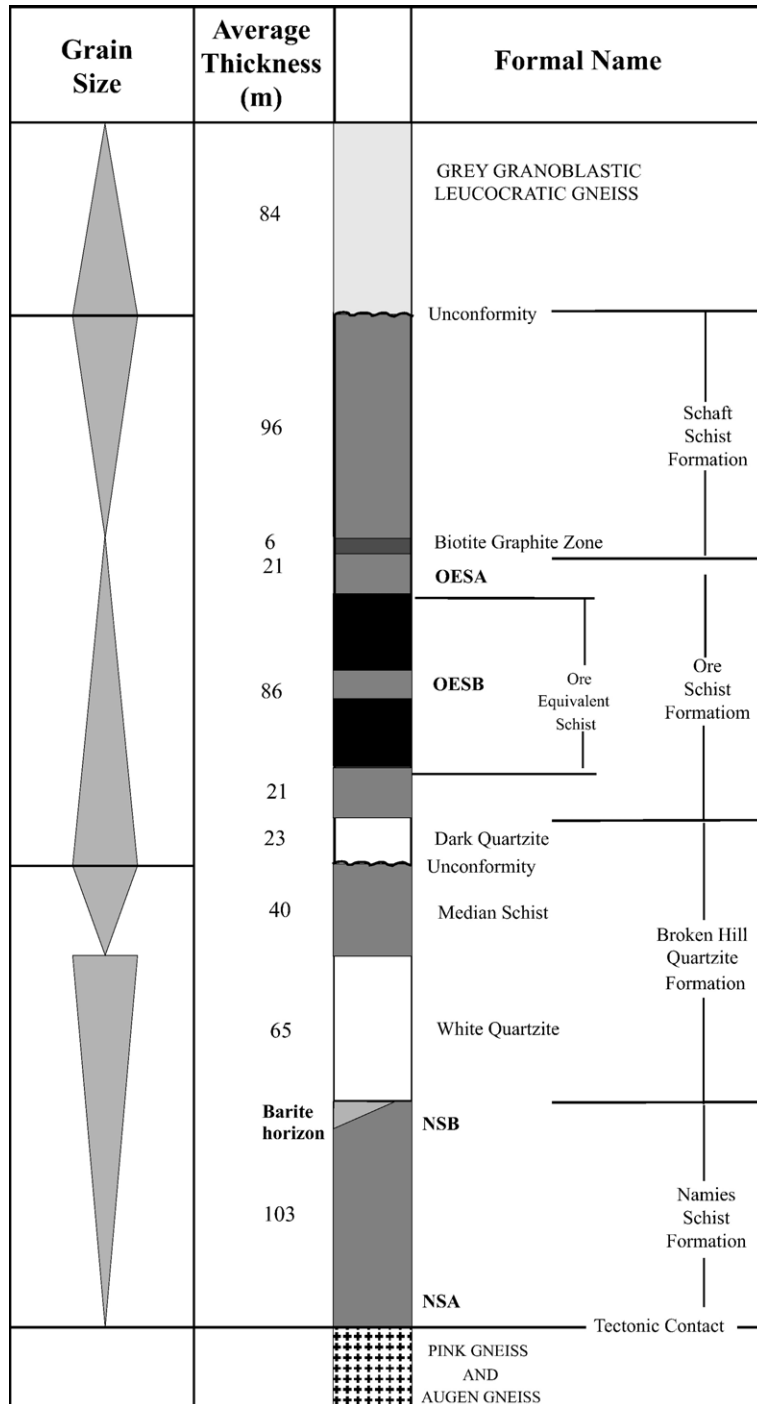 Grain
Size
Average
Thickness
(m)
Formal Name
84
GREY GRANOBLASTIC
LEUCOCRATIC GNEISS
Unconformity
96
Schaft
Schist
Formation
6
Biotite Graphite Zone
21
OESA
86
OESB
Ore
Equivalent
Schist
Ore
Schist
Formatiom
21
23
Dark Quartzite
Unconformity
40
Median Schist
Broken Hill
Quartzite
Formation
65
White Quartzite
Barite
horizon
NSB
103
Namies
Schist
Formation
NSA
Tectonic Contact
PINK GNEISS
AND
AUGEN GNEISS